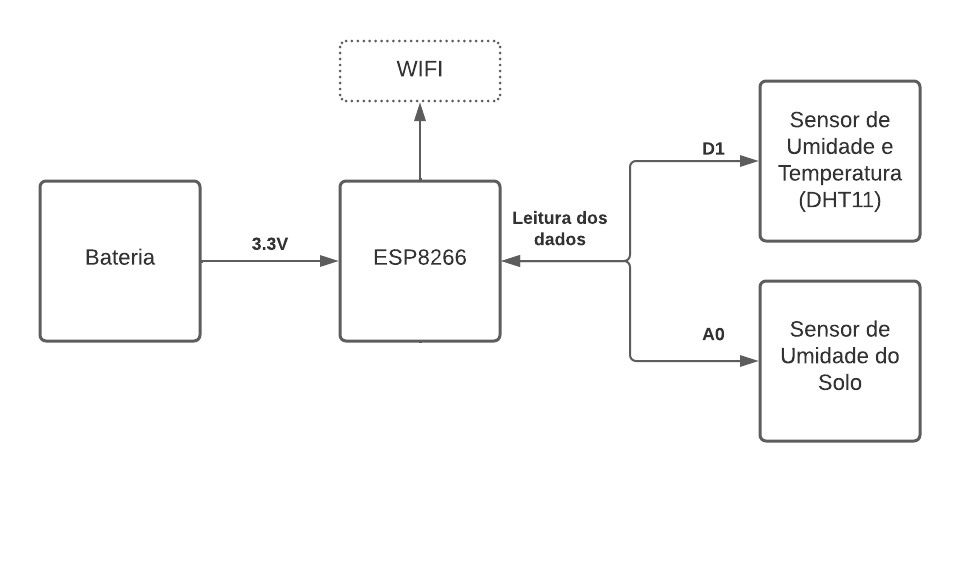 WIFI
Bateria
3.3V
ESP8266
Leitura dos
dados
D1
Sensor de
Umidade e
Temperatura
(DHT11)
A0
Sensor de
Umidade do
Solo